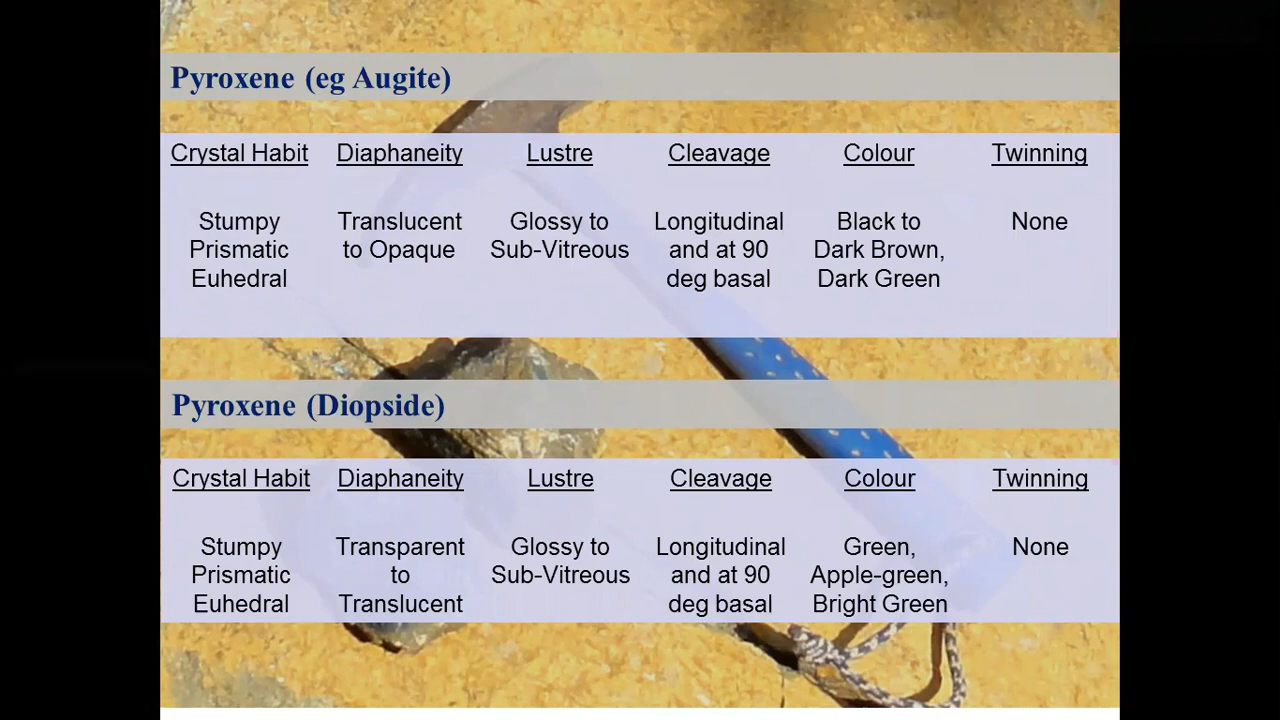 Pyroxene (eg Augite)
Crystal Habit Diaphaneity Lustre Cleavage Colour Twinning
Stumpy Translucent Glossy to Longitudinal Black to None
Prismatic to Opaque Sub-Vitreous and at 90 Dark Brown,
Euhedral deg basal Dark Green
Pyroxene (Diopside)
Crystal Habit Diaphaneity Lustre Cleavage Colour Twinning
Stumpy Transparent Glossy to Longitudinal Green, None
Prismatic to Sub-Vitreous and at 90 Apple-green,
Euhedral Translucent deg basal Bright Green